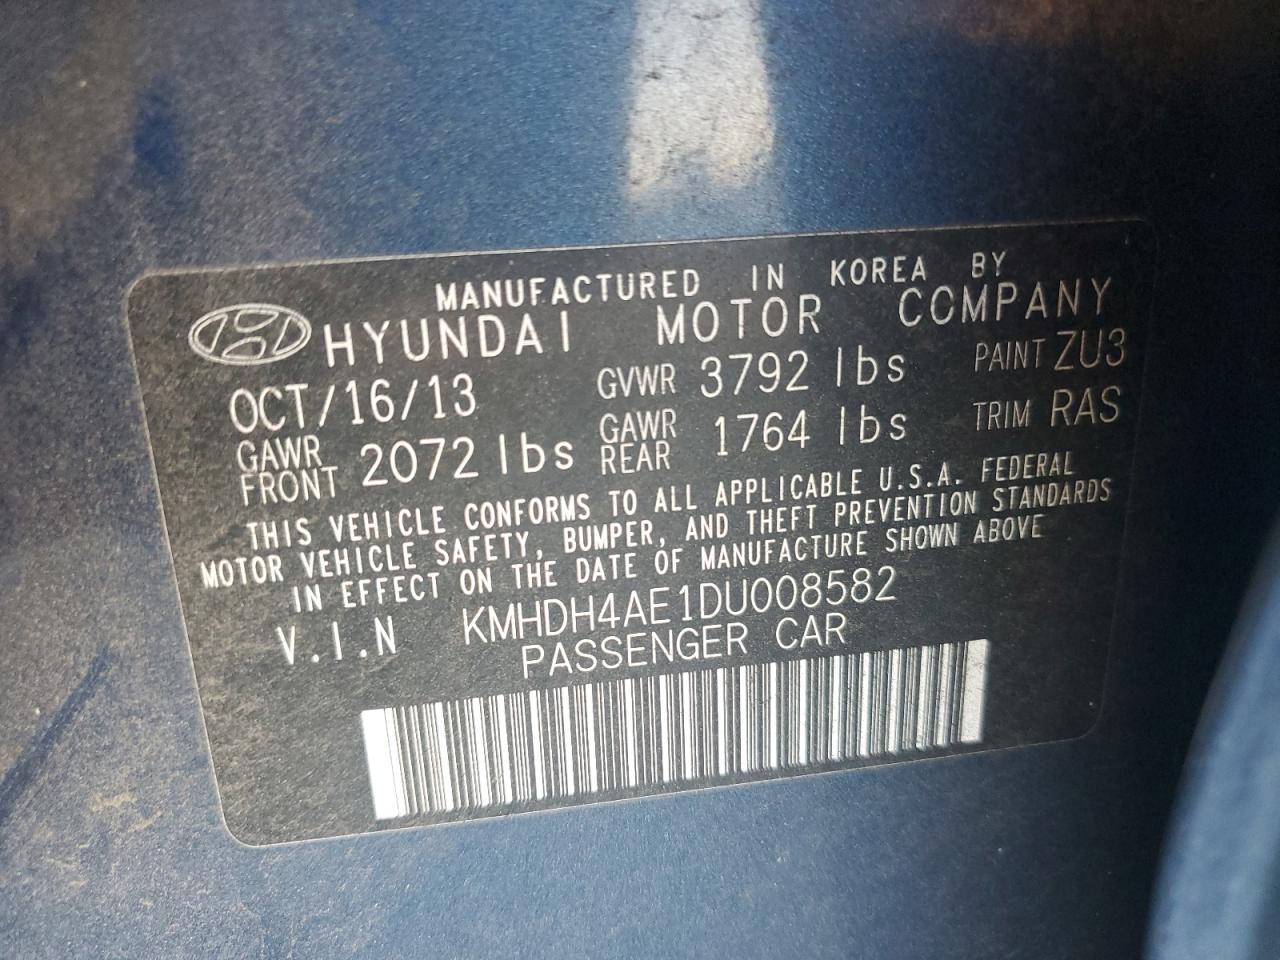 MANUFACTURED IN KOREA BY
HYUNDAI MOTOR COMPANY
OCT/16/13 GVWR 3792 lbs PAINT ZU3
GAWR FRONT 2072 lbs GAWR REAR 1764 lbs TRIM RAS
THIS VEHICLE CONFORMS TO ALL APPLICABLE U.S.A. FEDERAL
MOTOR VEHICLE SAFETY, BUMPER, AND THEFT PREVENTION STANDARDS
IN EFFECT ON THE DATE OF MANUFACTURE SHOWN ABOVE
V.I.N KMHDH4AE1DU008582
PASSENGER CAR